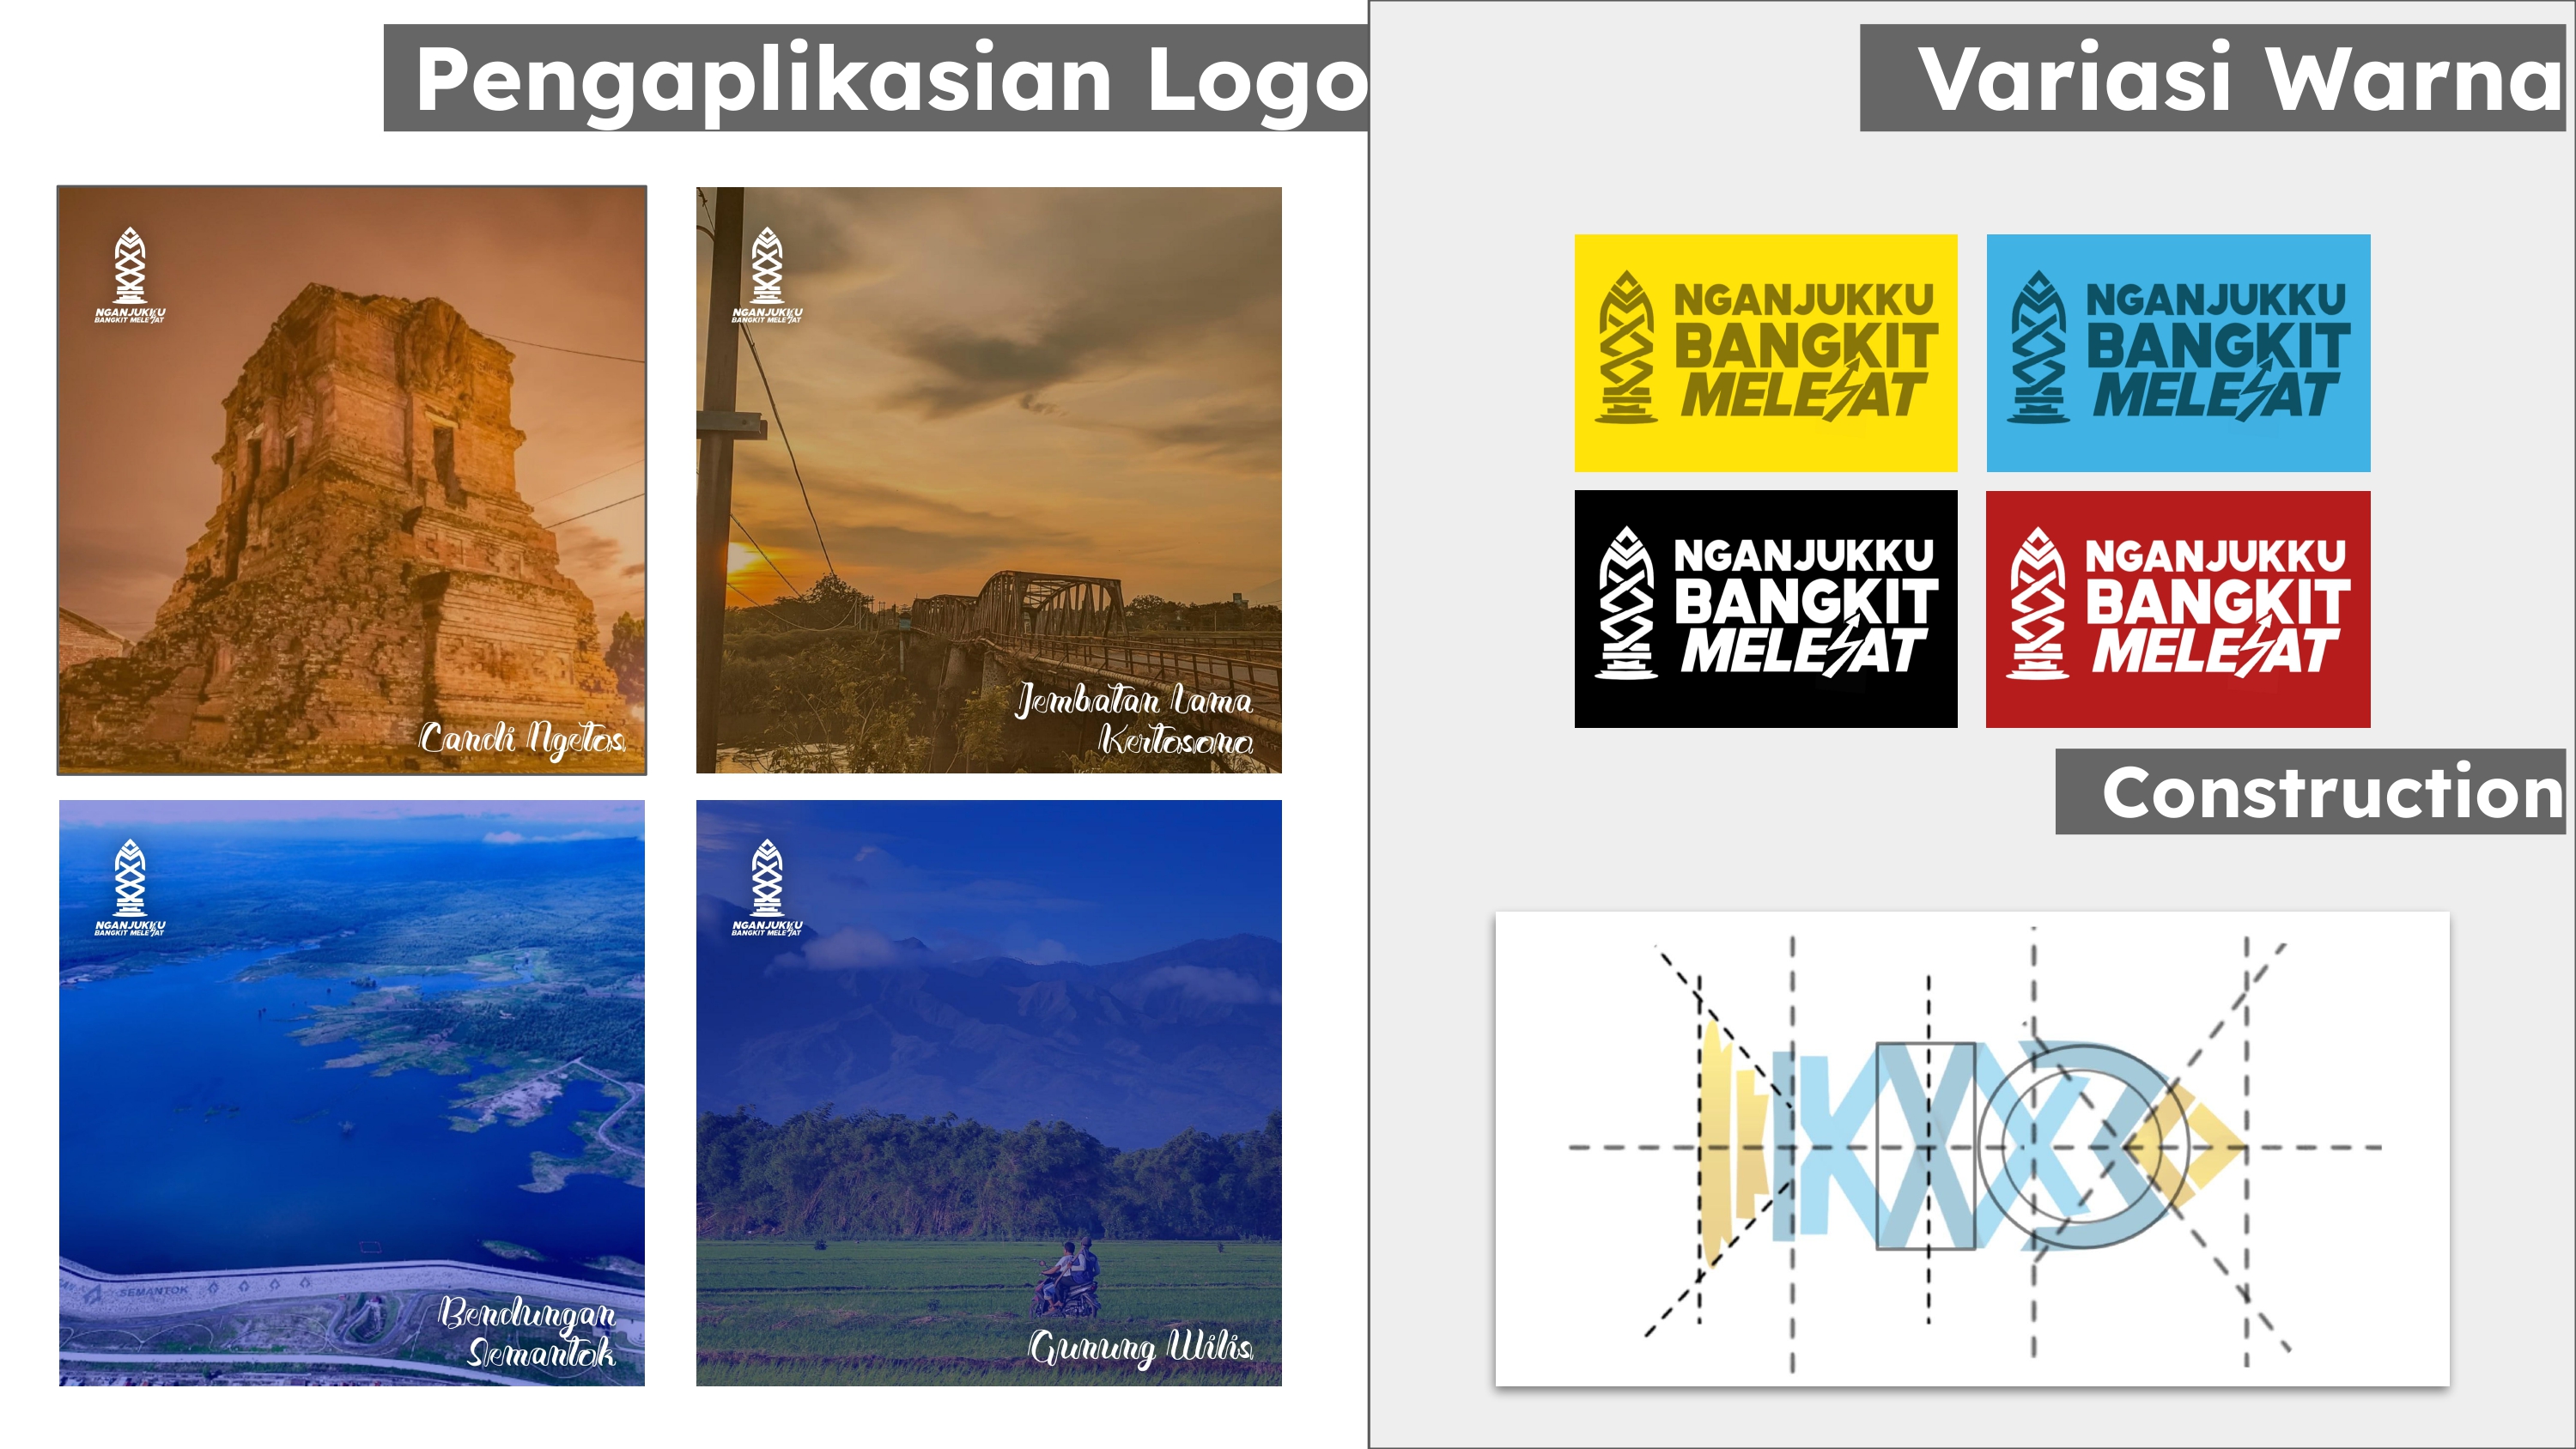 Pengaplikasian Logo
NGANJUKKU
BANGKIT MELESAT
Candi Ngetos
NGANJUKKU
BANGKIT MELESAT
Jembatan Lama
Kertosono
NGANJUKKU
BANGKIT MELESAT
SEMANTOK
Bendungan
Semantok
NGANJUKKU
BANGKIT MELESAT
Gunung Wilis
Variasi Warna
NGANJUKKU
BANGKIT
MELESAT
NGANJUKKU
BANGKIT
MELESAT
NGANJUKKU
BANGKIT
MELESAT
NGANJUKKU
BANGKIT
MELESAT
Construction